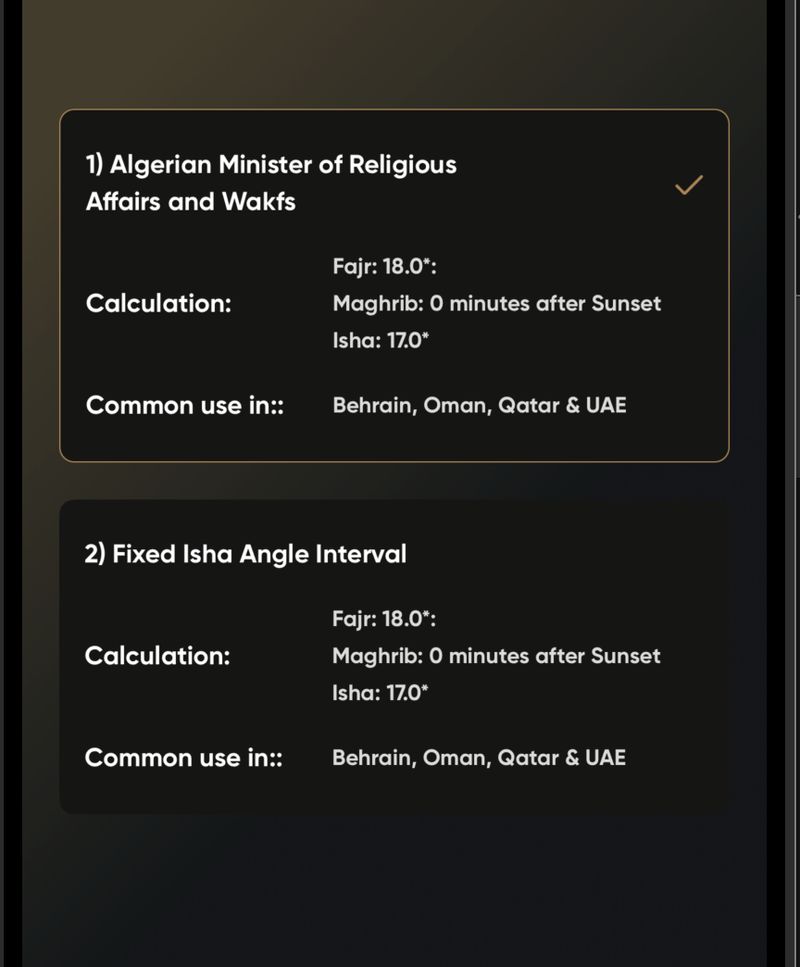 1) Algerian Minister of Religious
Affairs and Wakfs
Calculation:
Fajr: 18.0*:
Maghrib: 0 minutes after Sunset
Isha: 17.0*
Common use in::
Behrain, Oman, Qatar & UAE
2) Fixed Isha Angle Interval
Calculation:
Fajr: 18.0*:
Maghrib: 0 minutes after Sunset
Isha: 17.0*
Common use in::
Behrain, Oman, Qatar & UAE